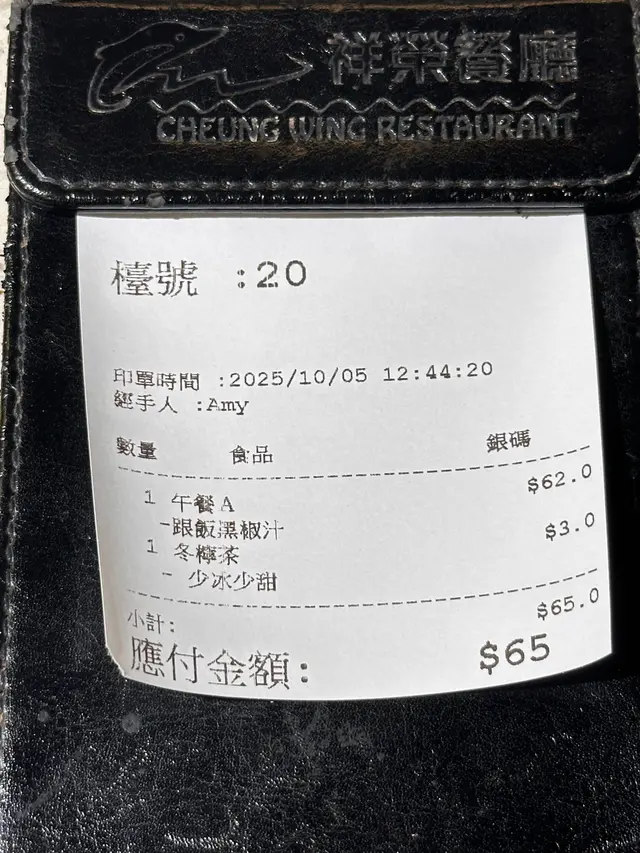 祥榮餐廳
CHEUNG WING RESTAURANT
檯號 :20
印單時間 :2025/10/05 12:44:20
經手人 :Amy
數量 食品 銀碼
1 午餐A $62.0
-跟飯黑椒汁
1 冬檸茶 $3.0
- 少冰少甜
小計: $65.0
應付金額: $65